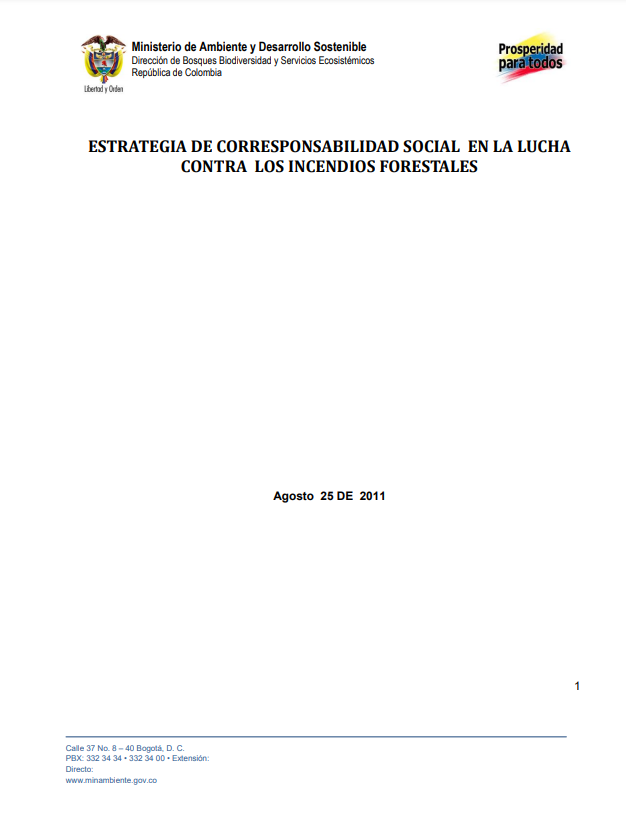 Ministerio de Ambiente y Desarrollo Sostenible
Dirección de Bosques Biodiversidad y Servicios Ecosistémicos
República de Colombia
Libertad y Orden
Prosperidad
para todos
ESTRATEGIA DE CORRESPONSABILIDAD SOCIAL EN LA LUCHA
CONTRA LOS INCENDIOS FORESTALES
Agosto 25 DE 2011
1
Calle 37 No. 8 – 40 Bogotá, D. C.
PBX: 332 34 34 • 332 34 00 • Extensión:
Directo:
www.minambiente.gov.co